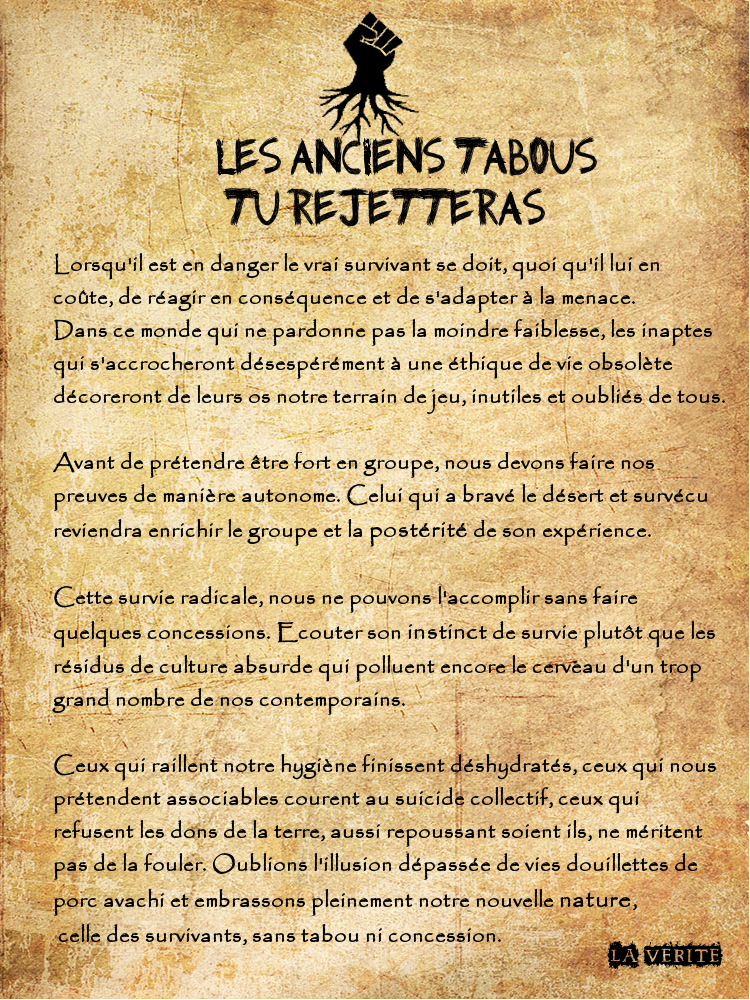 LES ANCIENS TABOUS
TU REJETTERAS
Lorsqu'il est en danger le vrai survivant se doit, quoi qu'il lui en
coûte, de réagir en conséquence et de s'adapter à la menace.
Dans ce monde qui ne pardonne pas la moindre faiblesse, les inaptes
qui s'accrocheront désespérément à une éthique de vie obsolète
décoreront de leurs os notre terrain de jeu, inutiles et oubliés de tous.
Avant de prétendre être fort en groupe, nous devons faire nos
preuves de manière autonome. Celui qui a bravé le désert et survécu
reviendra enrichir le groupe et la postérité de son expérience.
Cette survie radicale, nous ne pouvons l'accomplir sans faire
quelques concessions. Ecouter son instinct de survie plutôt que les
résidus de culture absurde qui polluent encore le cerveau d'un trop
grand nombre de nos contemporains.
Ceux qui raillent notre hygiène finissent déshydratés, ceux qui nous
prétendent associables courent au suicide collectif, ceux qui
refusent les dons de la terre, aussi repoussant soient ils, ne méritent
pas de la fouler. Oublions l'illusion dépassée de vies douillettes de
porc avachi et embrassons pleinement notre nouvelle nature,
celle des survivants, sans tabou ni concession.
LA VERITE